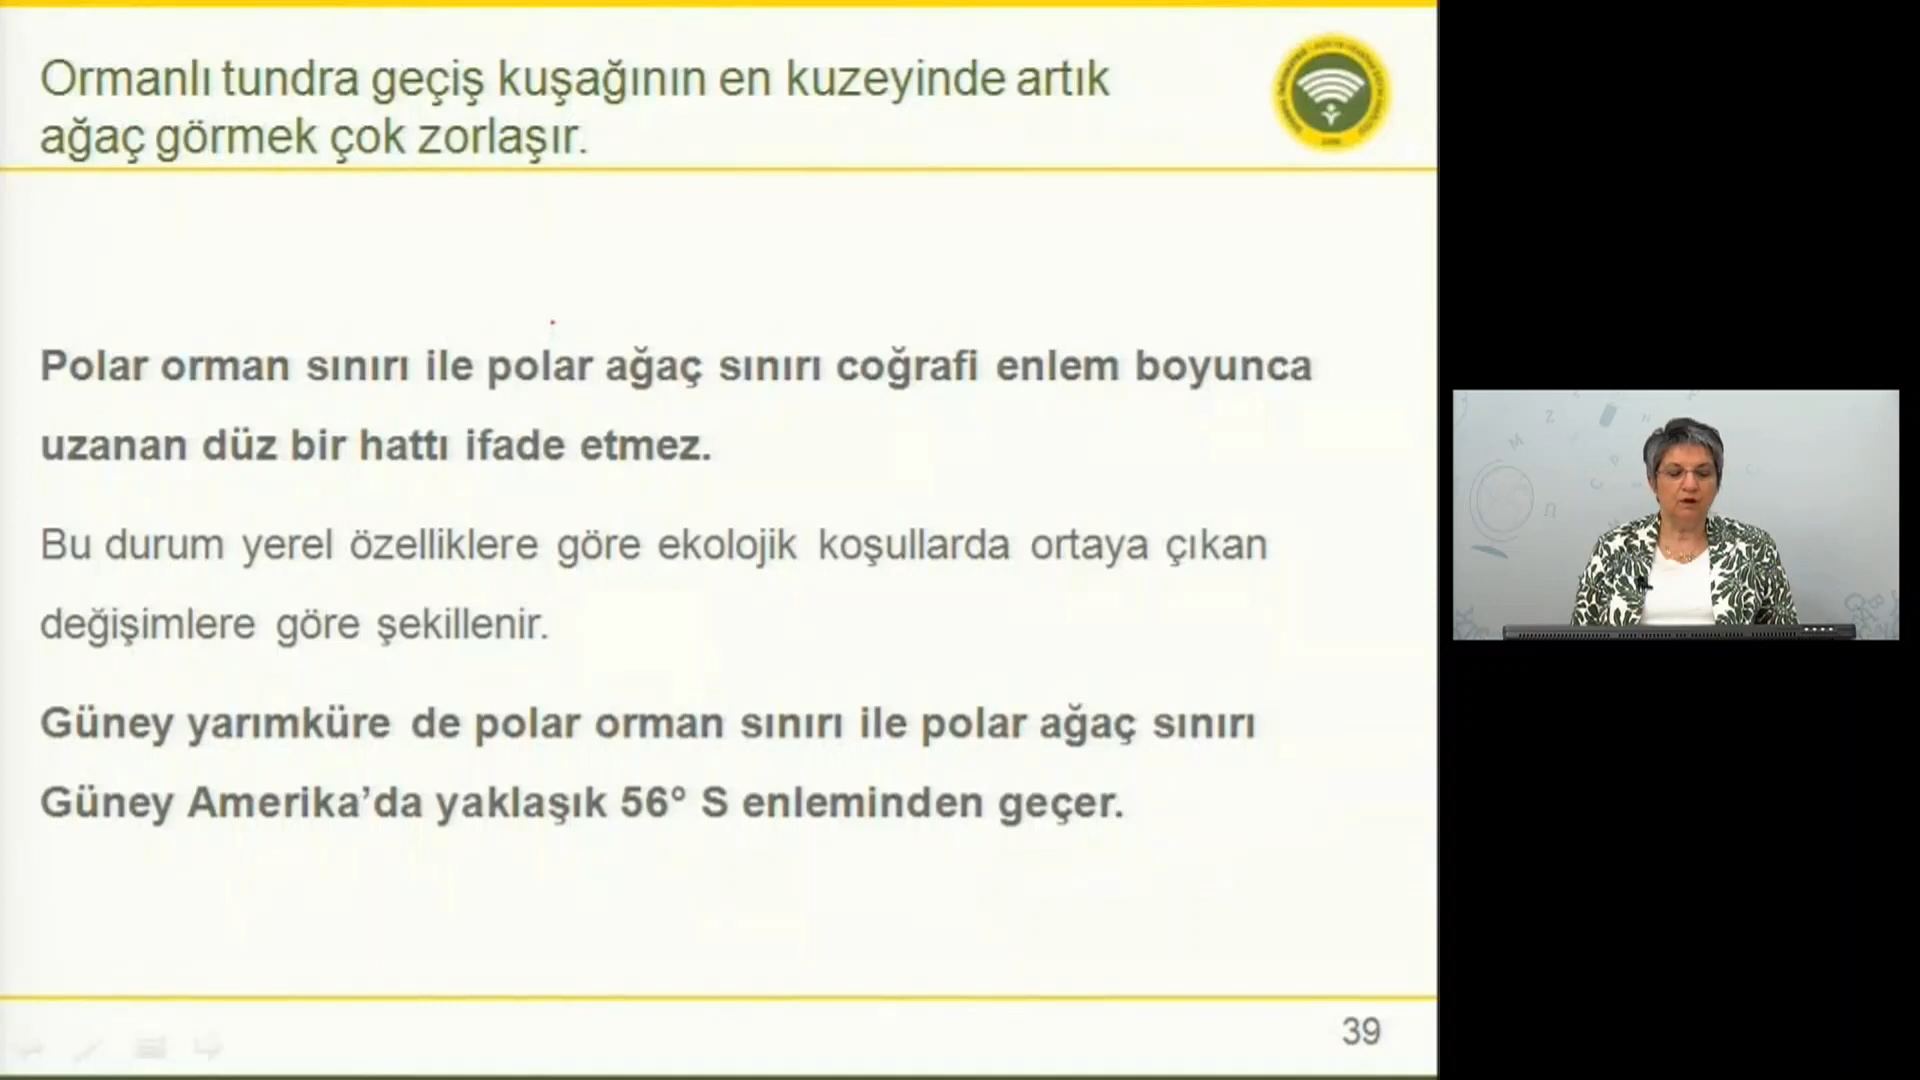 Ormanlı tundra geçiş kuşağının en kuzeyinde artık
ağaç görmek çok zorlaşır.
Polar orman sınırı ile polar ağaç sınırı coğrafi enlem boyunca
uzanan düz bir hattı ifade etmez.
Bu durum yerel özelliklere göre ekolojik koşullarda ortaya çıkan
değişimlere göre şekillenir.
Güney yarımküre de polar orman sınırı ile polar ağaç sınırı
Güney Amerika’da yaklaşık 56° S enleminden geçer.
39